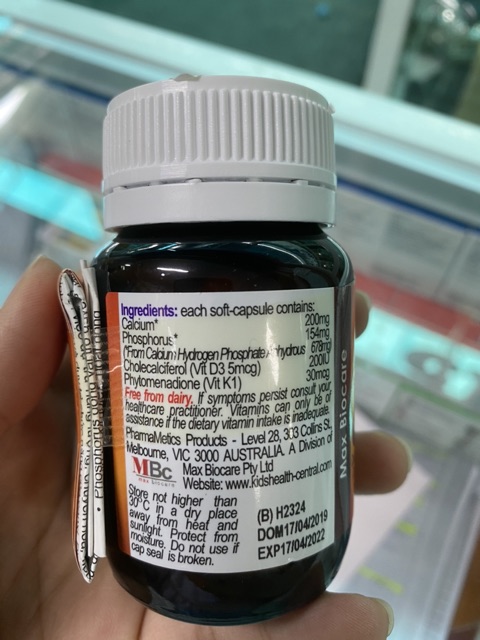 Ingredients: each soft-capsule contains:
Calcium* 200mg
Phosphorus* 154mg
*(From Calcium Hydrogen Phosphate Anhydrous 678mg
Cholecalciferol (Vit D3 5mcg) 200IU
Phytomenadione (Vit K1) 30mcg
Free from dairy. If symptoms persist consult your
healthcare practitioner. Vitamins can only be of
assistance if the dietary vitamin intake is inadequate.
PharmaMetics Products - Level 28, 303 Collins St,
Melbourne, VIC 3000 AUSTRALIA. A Division of
MBc Max Biocare Pty Ltd
max biocare Website: www.kidshealth-central.com
Store not higher than
30°C in a dry place
away from heat and
sunlight. Protect from
moisture. Do not use if
cap seal is broken.
(B) H2324
DOM17/04/2019
EXP17/04/2022
Max Biocare
• Phosphorus